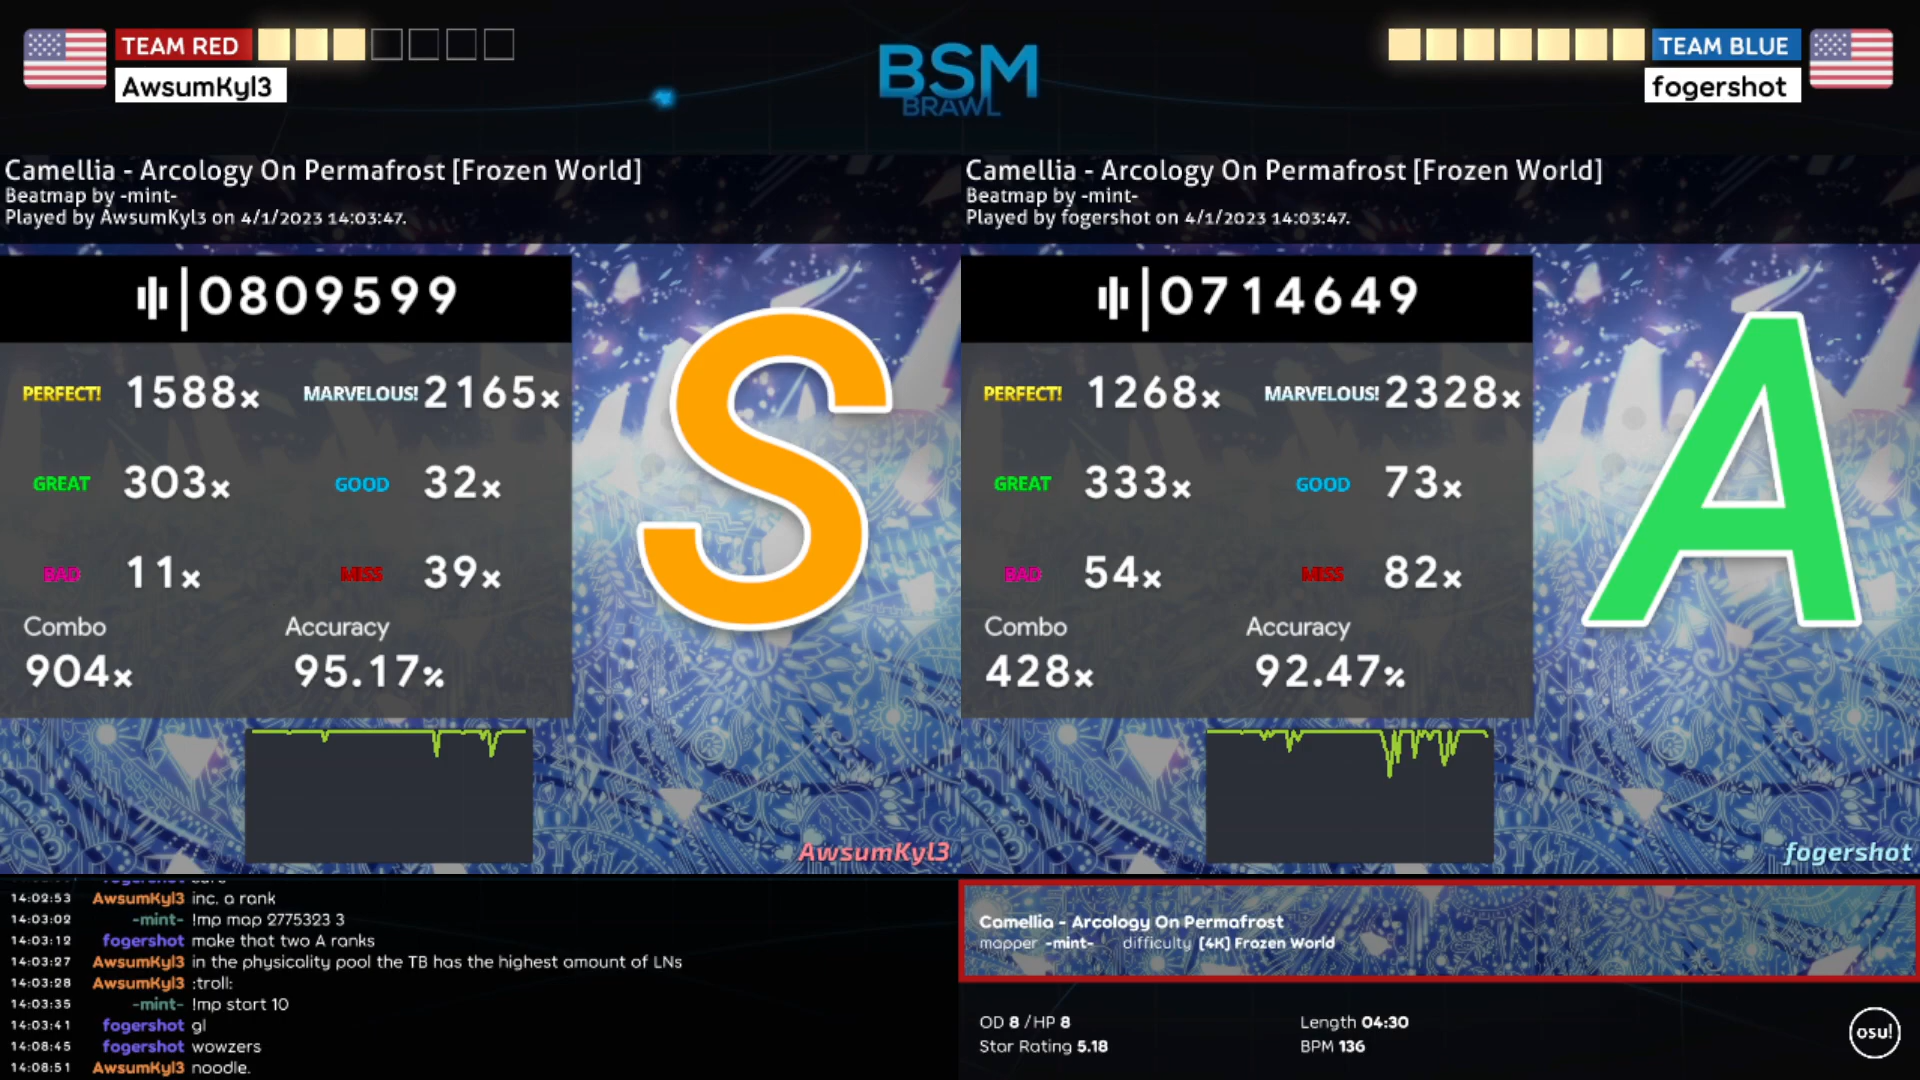 TEAM RED
AwsumKyl3
BSM
BRAWL
TEAM BLUE
fogershot
Camellia - Arcology On Permafrost [Frozen World]
Beatmap by -mint-
Played by AwsumKyl3 on 4/1/2023 14:03:47.
0809599
PERFECT! 1588x MARVELOUS! 2165x
GREAT 303x GOOD 32x
BAD 11x MISS 39x
Combo Accuracy
904x 95.17%
S
AwsumKyl3
Camellia - Arcology On Permafrost [Frozen World]
Beatmap by -mint-
Played by fogershot on 4/1/2023 14:03:47.
0714649
PERFECT! 1268x MARVELOUS! 2328x
GREAT 333x GOOD 73x
BAD 54x MISS 82x
Combo Accuracy
428x 92.47%
A
fogershot
14:02:53 AwsumKyl3 inc. a rank
14:03:02 -mint- !mp map 2775323 3
14:03:12 fogershot make that two A ranks
14:03:27 AwsumKyl3 in the physicality pool the TB has the highest amount of LNs
14:03:28 AwsumKyl3 :troll:
14:03:35 -mint- !mp start 10
14:03:41 fogershot gl
14:08:45 fogershot wowzers
14:08:51 AwsumKyl3 noodle.
Camellia - Arcology On Permafrost
mapper -mint- difficulty [4K] Frozen World
OD 8 / HP 8 Length 04:30
Star Rating 5.18 BPM 136
osu!